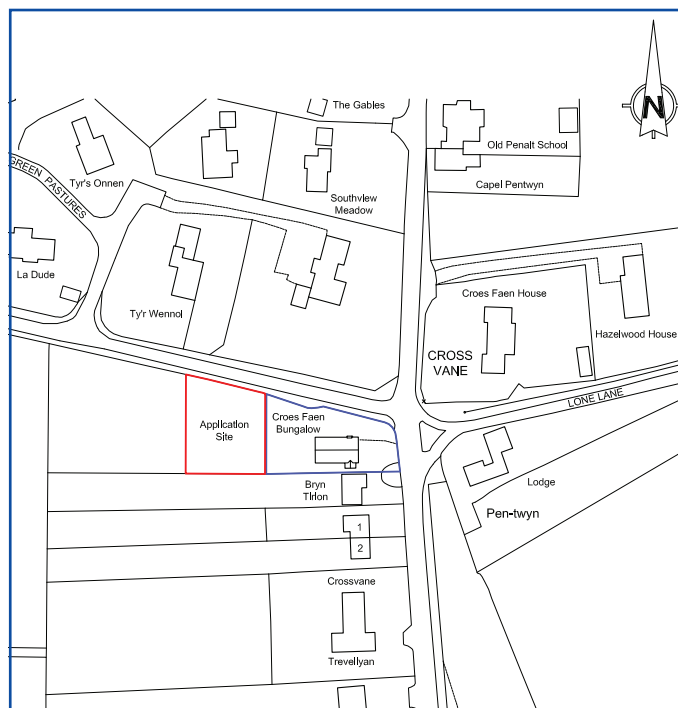 The Gables
N
Old Penalt School
Tyr's Onnen
GREEN PASTURES
Capel Pentwyn
Southview
Meadow
La Dude
Croes Faen House
Ty'r Wennol
Hazelwood House
CROSS
VANE
LONE LANE
Application
Site
Croes Faen
Bungalow
Lodge
Bryn
Tirion
Pen-twyn
1
2
Crossvane
Trevellyan